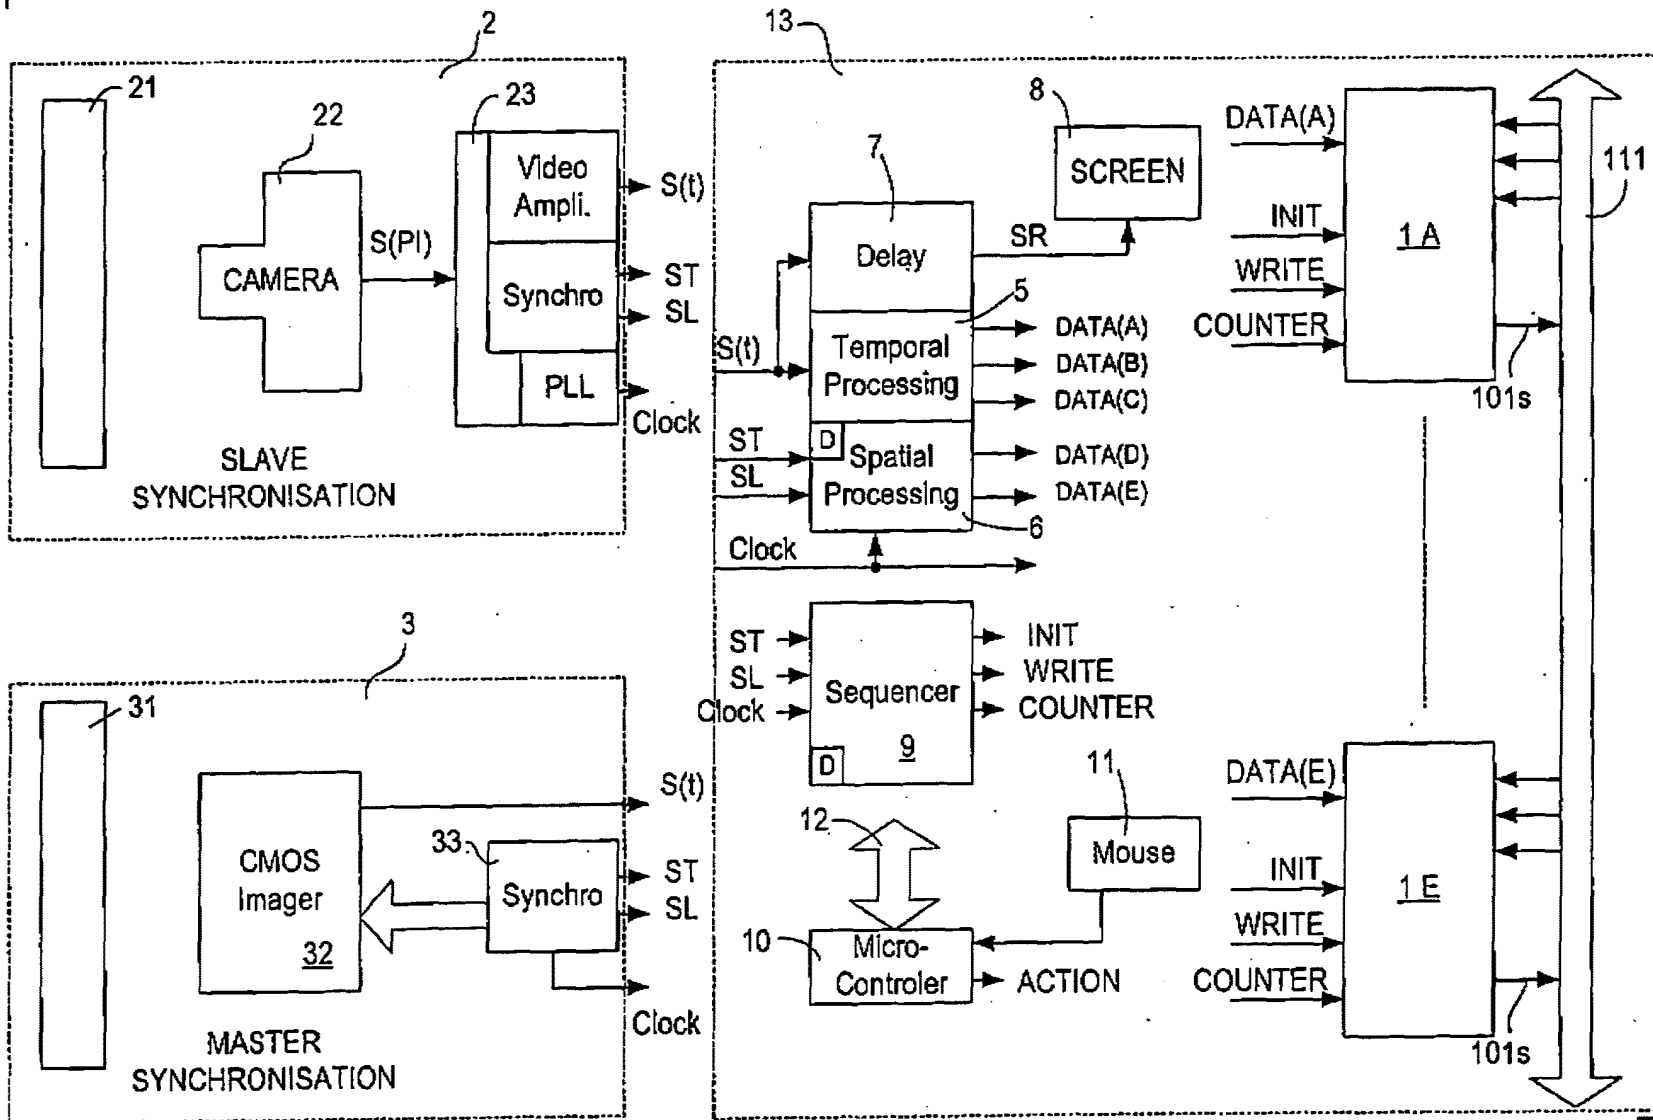 2
21
22
23
CAMERA
S(PI)
Video
Ampli.
Synchro
PLL
S(t)
ST
SL
Clock
SLAVE
SYNCHRONISATION
3
31
CMOS
Imager
32
33
Synchro
S(t)
ST
SL
Clock
MASTER
SYNCHRONISATION
13
7
Delay
SR
8
SCREEN
5
S(t)
Temporal
Processing
DATA(A)
DATA(B)
DATA(C)
ST
SL
D
Spatial
Processing
6
DATA(D)
DATA(E)
Clock
ST
SL
Clock
Sequencer
9
D
INIT
WRITE
COUNTER
12
11
Mouse
10
Micro-
Controler
ACTION
DATA(A)
INIT
WRITE
COUNTER
1 A
101s
111
DATA(E)
INIT
WRITE
COUNTER
1 E
101s